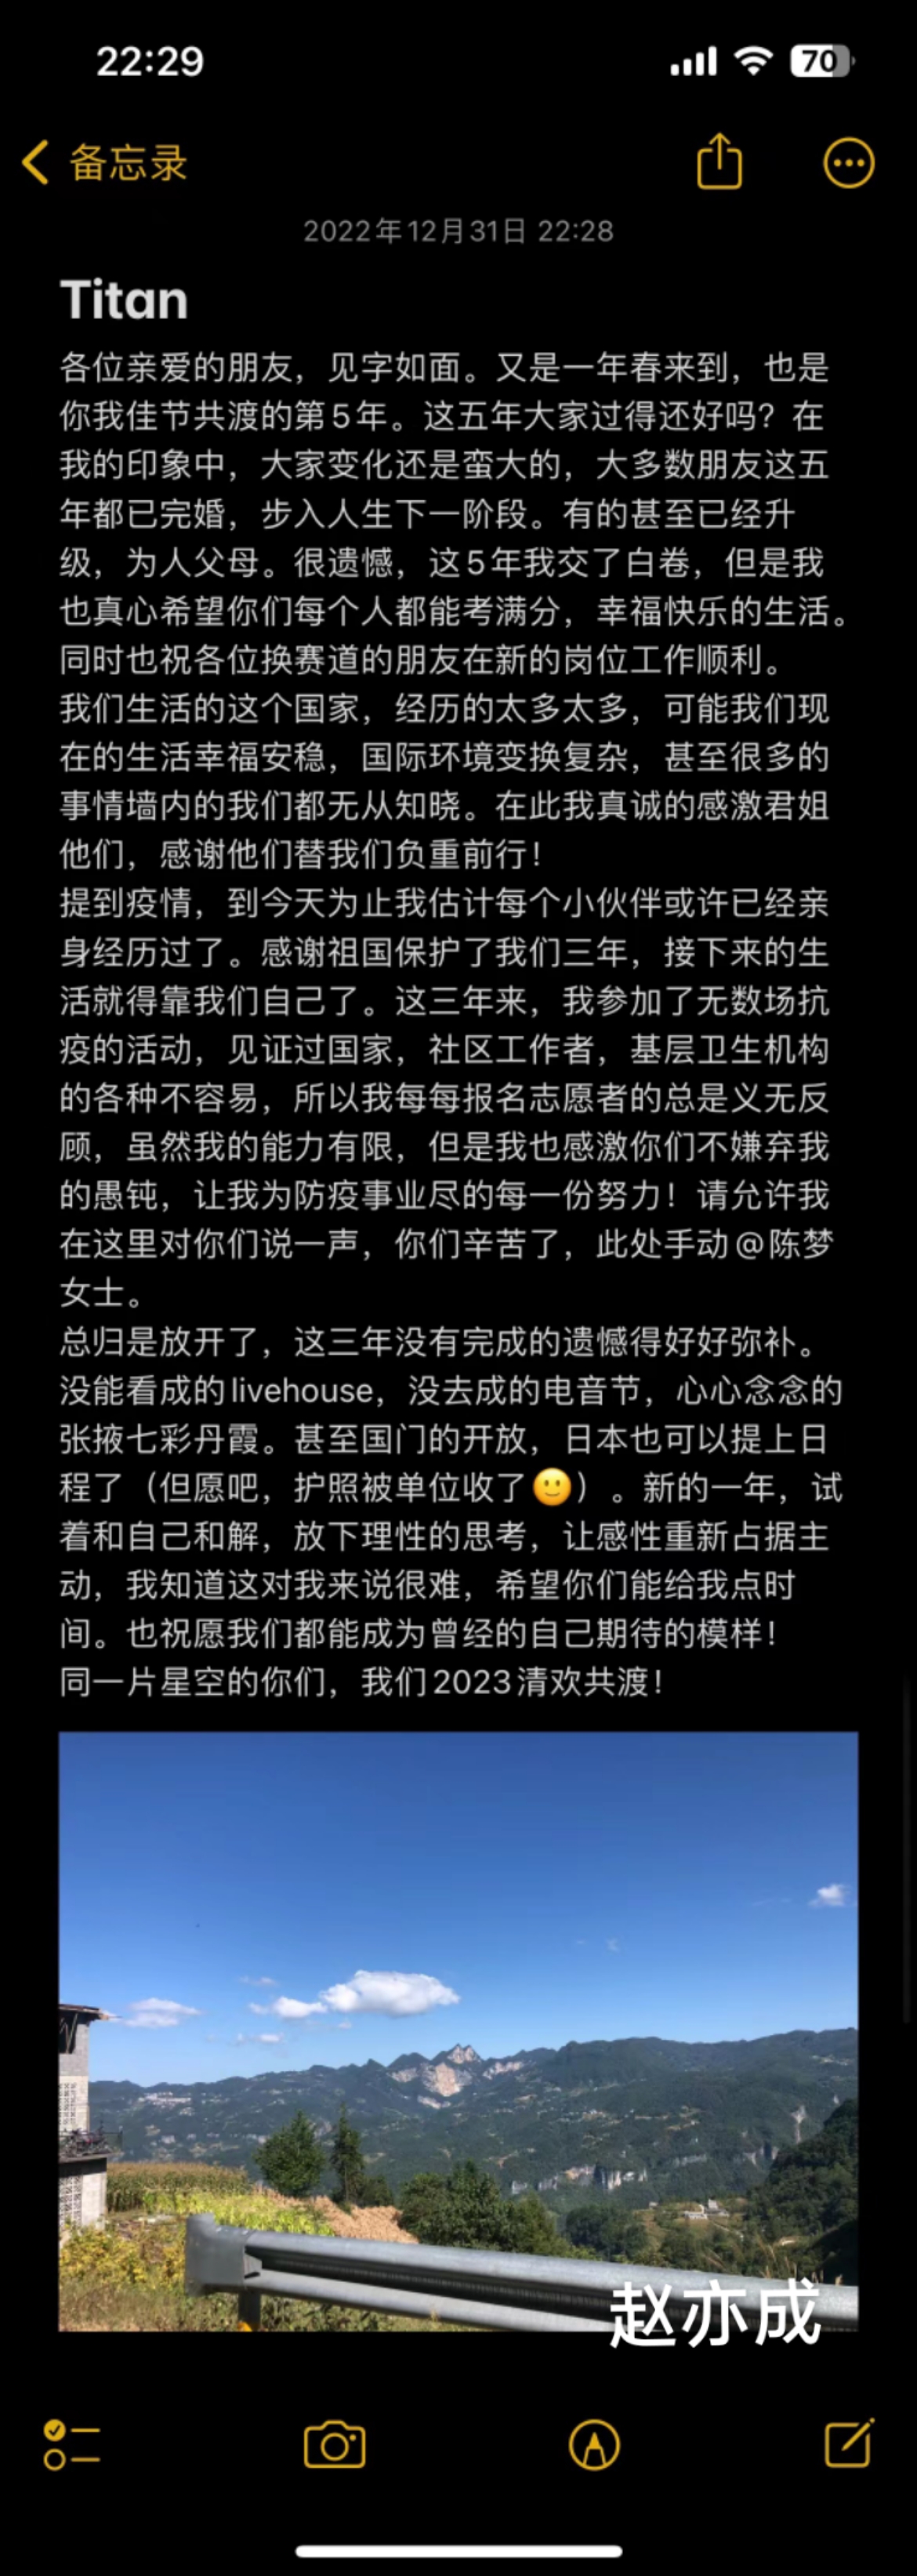 22:29
70
备忘录
2022年12月31日 22:28
Titan
各位亲爱的朋友，见字如面。又是一年春来到，也是
你我佳节共渡的第5年。这五年大家过得还好吗？在
我的印象中，大家变化还是蛮大的，大多数朋友这五
年都已完婚，步入人生下一阶段。有的甚至已经升
级，为人父母。很遗憾，这5年我交了白卷，但是我
也真心希望你们每个人都能考满分，幸福快乐的生活。
同时也祝各位换赛道的朋友在新的岗位工作顺利。
我们生活的这个国家，经历的太多太多，可能我们现
在的生活幸福安稳，国际环境变换复杂，甚至很多的
事情墙内的我们都无从知晓。在此我真诚的感激君姐
他们，感谢他们替我们负重前行！
提到疫情，到今天为止我估计每个小伙伴或许已经亲
身经历过了。感谢祖国保护了我们三年，接下来的生
活就得靠我们自己了。这三年来，我参加了无数场抗
疫的活动，见证过国家，社区工作者，基层卫生机构
的各种不容易，所以我每每报名志愿者的总是义无反
顾，虽然我的能力有限，但是我也感激你们不嫌弃我
的愚钝，让我为防疫事业尽的每一份努力！请允许我
在这里对你们说一声，你们辛苦了，此处手动@陈梦
女士。
总归是放开了，这三年没有完成的遗憾得好好弥补。
没能看成的livehouse，没去成的电音节，心心念念的
张掖七彩丹霞。甚至国门的开放，日本也可以提上日
程了（但愿吧，护照被单位收了🙂）。新的一年，试
着和自己和解，放下理性的思考，让感性重新占据主
动，我知道这对我来说很难，希望你们能给我点时
间。也祝愿我们都能成为曾经的自己期待的模样！
同一片星空的你们，我们2023清欢共渡！
赵亦成